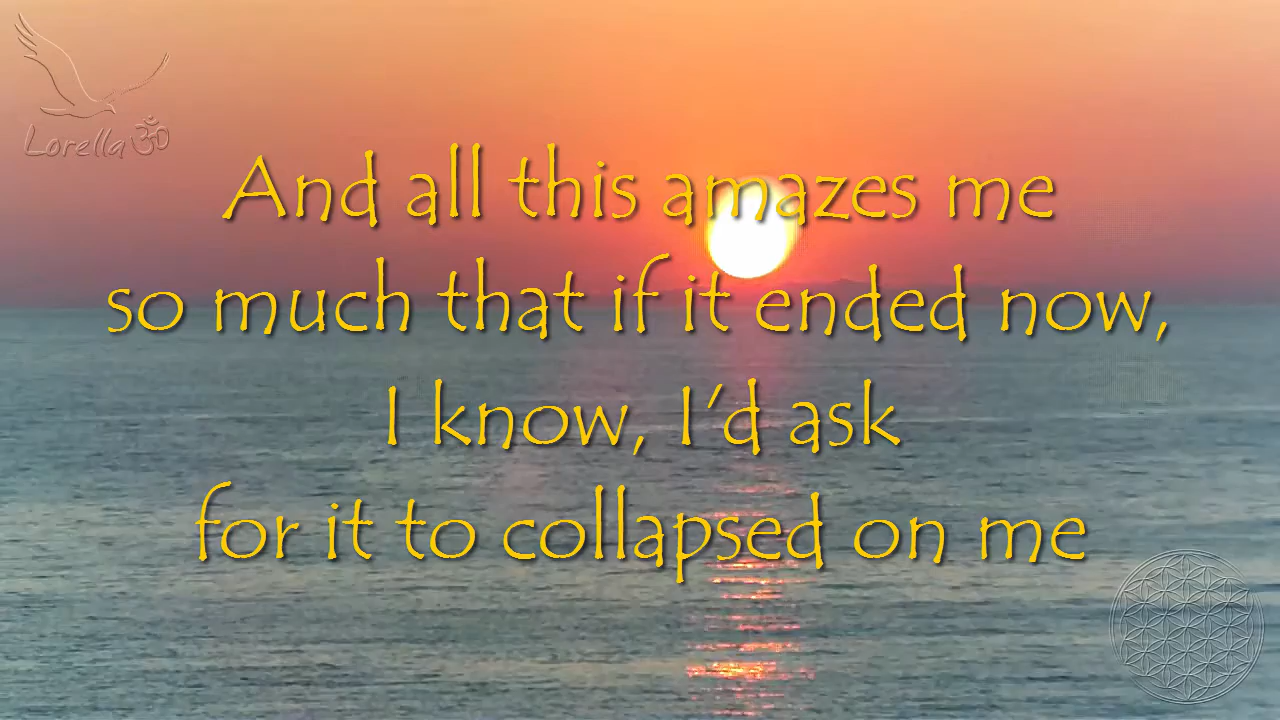 Lorella ॐ
And all this amazes me
so much that if it ended now,
I know, I'd ask
for it to collapsed on me